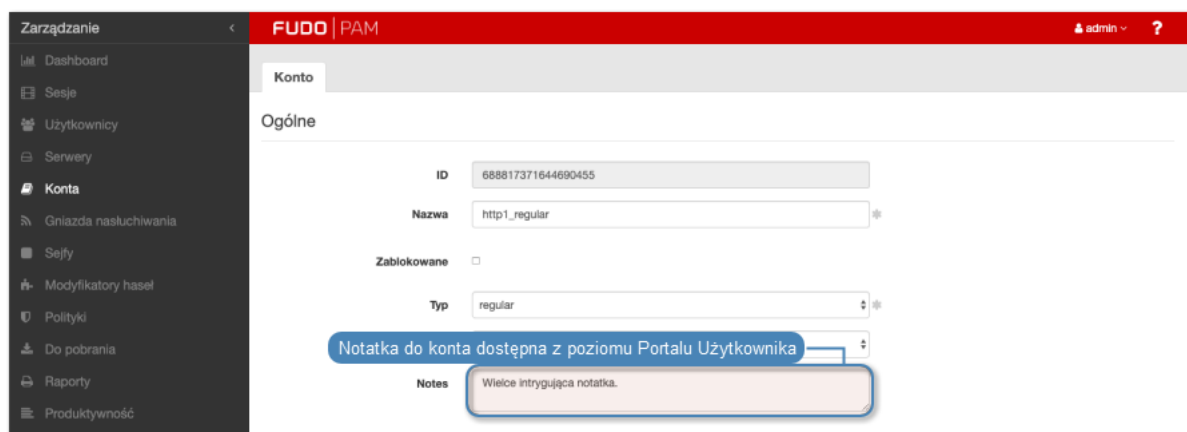 Zarządzanie
FUDO PAM
admin
?
Dashboard
Sesje
Użytkownicy
Serwery
Konta
Gniazda nasłuchiwania
Sejfy
Modyfikatory haseł
Polityki
Do pobrania
Raporty
Produktywność
Konto
Ogólne
ID 688817371644690455
Nazwa http1_regular
Zablokowane
Typ regular
Notatka do konta dostępna z poziomu Portalu Użytkownika
Notes Wielce intrygująca notatka.